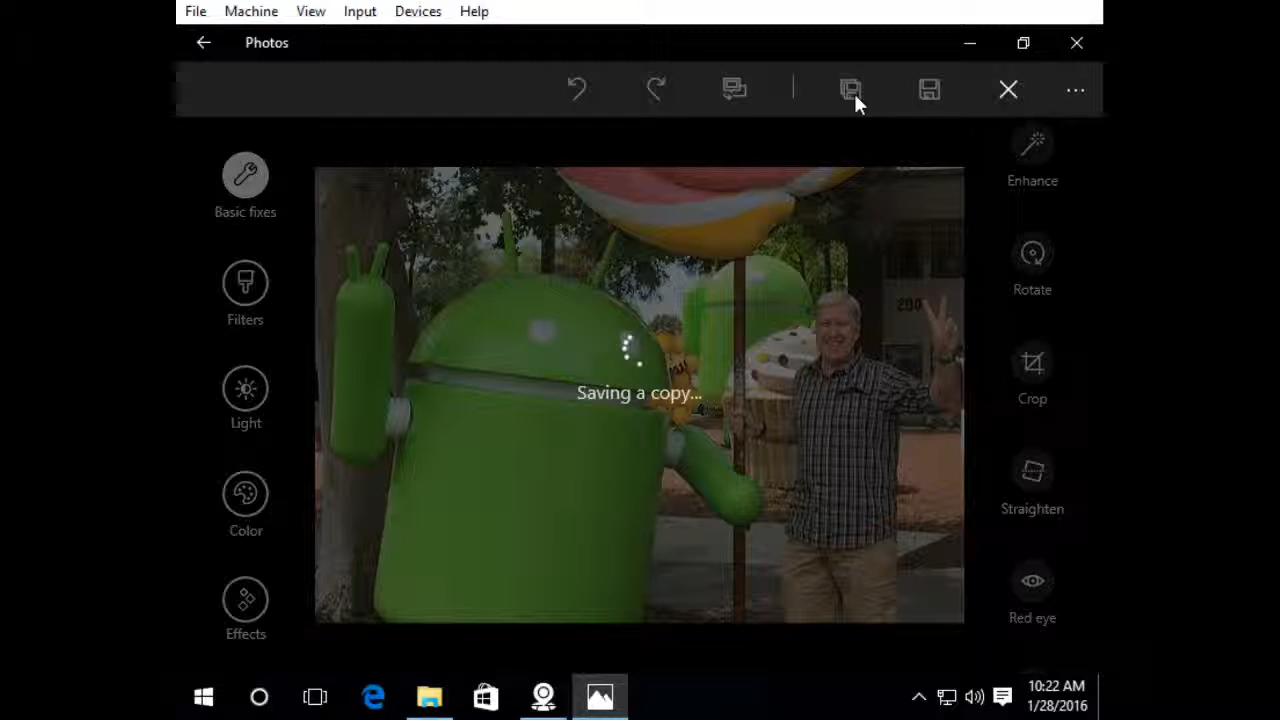 File Machine View Input Devices Help
Photos
Basic fixes
Filters
Light
Color
Effects
Saving a copy...
200
Enhance
Rotate
Crop
Straighten
Red eye
10:22 AM
1/28/2016